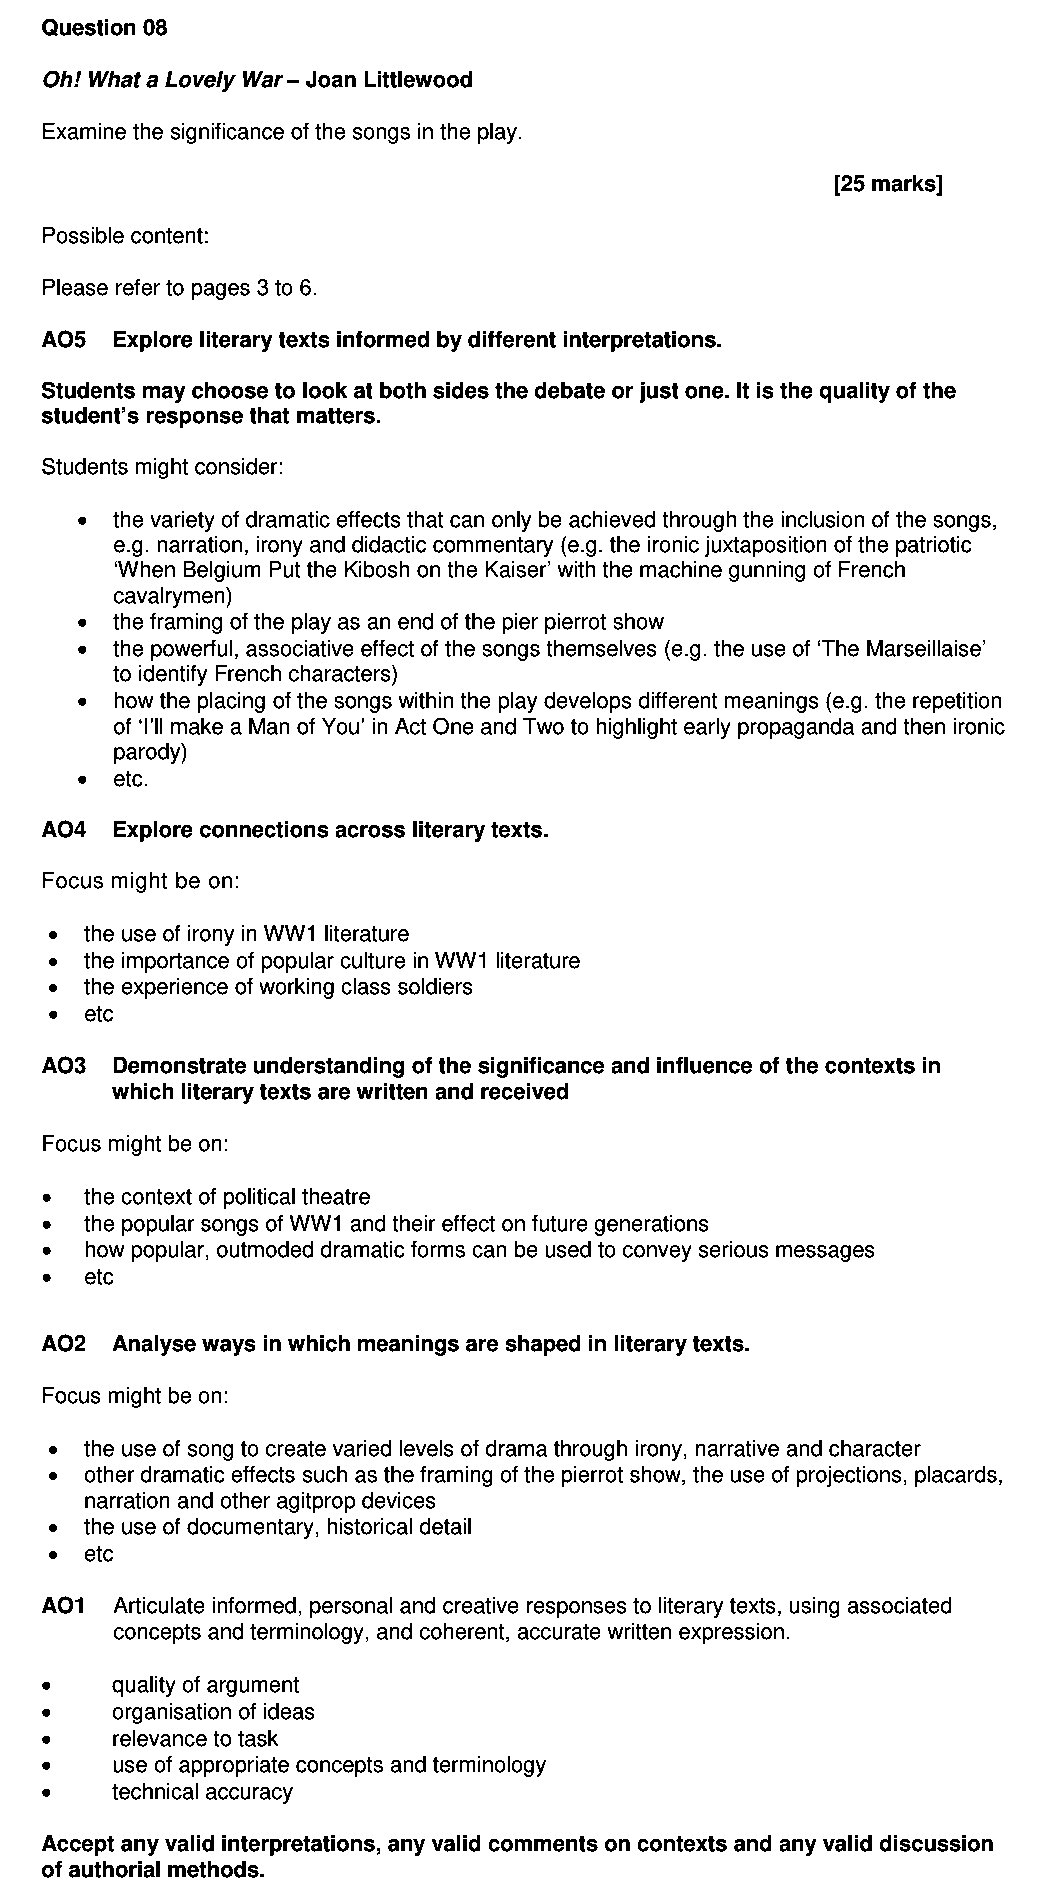 Question 08
Oh! What a Lovely War – Joan Littlewood
Examine the significance of the songs in the play.
[25 marks]
Possible content:
Please refer to pages 3 to 6.
AO5 Explore literary texts informed by different interpretations.
Students may choose to look at both sides the debate or just one. It is the quality of the
student's response that matters.
Students might consider:
• the variety of dramatic effects that can only be achieved through the inclusion of the songs,
e.g. narration, irony and didactic commentary (e.g. the ironic juxtaposition of the patriotic
'When Belgium Put the Kibosh on the Kaiser' with the machine gunning of French
cavalrymen)
• the framing of the play as an end of the pier pierrot show
• the powerful, associative effect of the songs themselves (e.g. the use of 'The Marseillaise'
to identify French characters)
• how the placing of the songs within the play develops different meanings (e.g. the repetition
of 'I'll make a Man of You' in Act One and Two to highlight early propaganda and then ironic
parody)
• etc.
AO4 Explore connections across literary texts.
Focus might be on:
• the use of irony in WW1 literature
• the importance of popular culture in WW1 literature
• the experience of working class soldiers
• etc
AO3 Demonstrate understanding of the significance and influence of the contexts in
which literary texts are written and received
Focus might be on:
• the context of political theatre
• the popular songs of WW1 and their effect on future generations
• how popular, outmoded dramatic forms can be used to convey serious messages
• etc
AO2 Analyse ways in which meanings are shaped in literary texts.
Focus might be on:
• the use of song to create varied levels of drama through irony, narrative and character
• other dramatic effects such as the framing of the pierrot show, the use of projections, placards,
narration and other agitprop devices
• the use of documentary, historical detail
• etc
AO1 Articulate informed, personal and creative responses to literary texts, using associated
concepts and terminology, and coherent, accurate written expression.
• quality of argument
• organisation of ideas
• relevance to task
• use of appropriate concepts and terminology
• technical accuracy
Accept any valid interpretations, any valid comments on contexts and any valid discussion
of authorial methods.